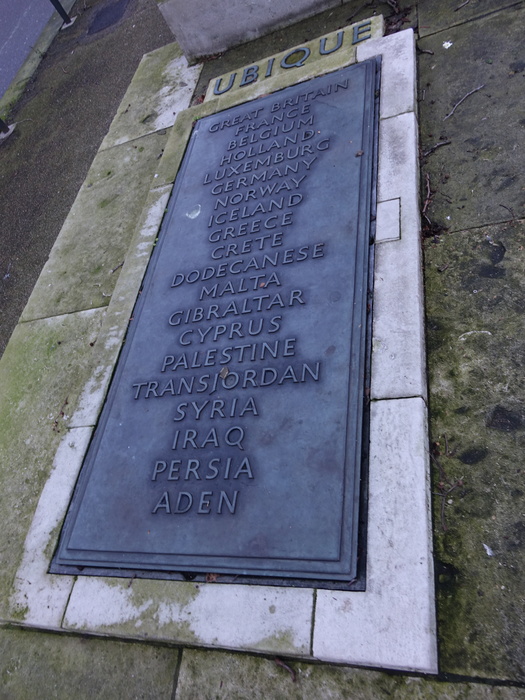 UBIQUE
GREAT BRITAIN
FRANCE
BELGIUM
HOLLAND
LUXEMBURG
GERMANY
NORWAY
ICELAND
GREECE
CRETE
DODECANESE
MALTA
GIBRALTAR
CYPRUS
PALESTINE
TRANSJORDAN
SYRIA
IRAQ
PERSIA
ADEN